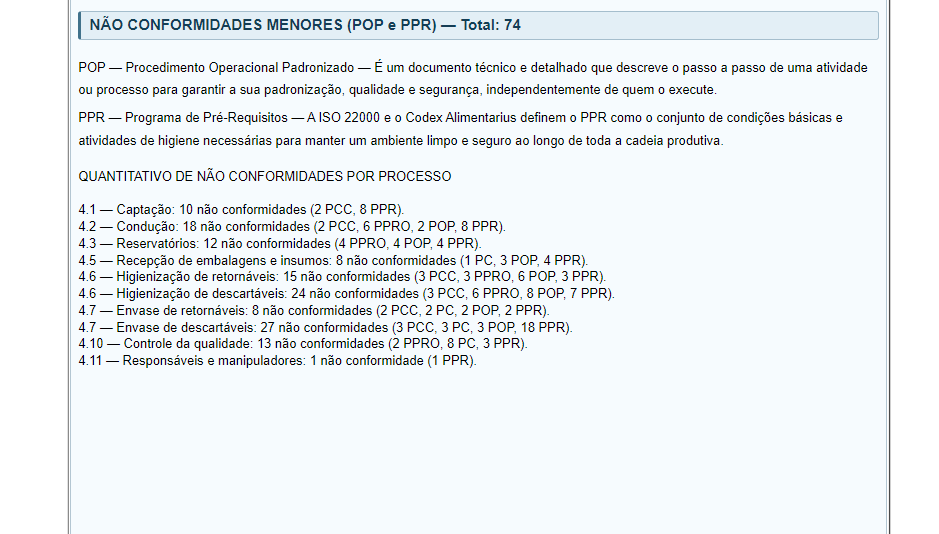 NÃO CONFORMIDADES MENORES (POP e PPR) — Total: 74
POP — Procedimento Operacional Padronizado — É um documento técnico e detalhado que descreve o passo a passo de uma atividade
ou processo para garantir a sua padronização, qualidade e segurança, independentemente de quem o execute.
PPR — Programa de Pré-Requisitos — A ISO 22000 e o Codex Alimentarius definem o PPR como o conjunto de condições básicas e
atividades de higiene necessárias para manter um ambiente limpo e seguro ao longo de toda a cadeia produtiva.
QUANTITATIVO DE NÃO CONFORMIDADES POR PROCESSO
4.1 — Captação: 10 não conformidades (2 PCC, 8 PPR).
4.2 — Condução: 18 não conformidades (2 PCC, 6 PPRO, 2 POP, 8 PPR).
4.3 — Reservatórios: 12 não conformidades (4 PPRO, 4 POP, 4 PPR).
4.5 — Recepção de embalagens e insumos: 8 não conformidades (1 PC, 3 POP, 4 PPR).
4.6 — Higienização de retornáveis: 15 não conformidades (3 PCC, 3 PPRO, 6 POP, 3 PPR).
4.6 — Higienização de descartáveis: 24 não conformidades (3 PCC, 6 PPRO, 8 POP, 7 PPR).
4.7 — Envase de retornáveis: 8 não conformidades (2 PCC, 2 PC, 2 POP, 2 PPR).
4.7 — Envase de descartáveis: 27 não conformidades (3 PCC, 3 PC, 3 POP, 18 PPR).
4.10 — Controle da qualidade: 13 não conformidades (2 PPRO, 8 PC, 3 PPR).
4.11 — Responsáveis e manipuladores: 1 não conformidade (1 PPR).